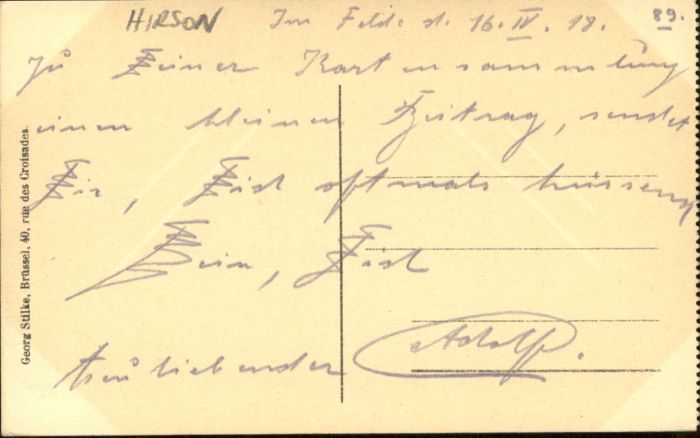 HIRSON Im Felde d. 16. IV. 18. 89.
Zu Deiner Kartensammlung
einen kleinen Beitrag, sendet
Dir, Dich oftmals küssend
Dein, Dich
treu liebender Adolf.
Georg Stilke, Brüssel, 40, rue des Croisades.